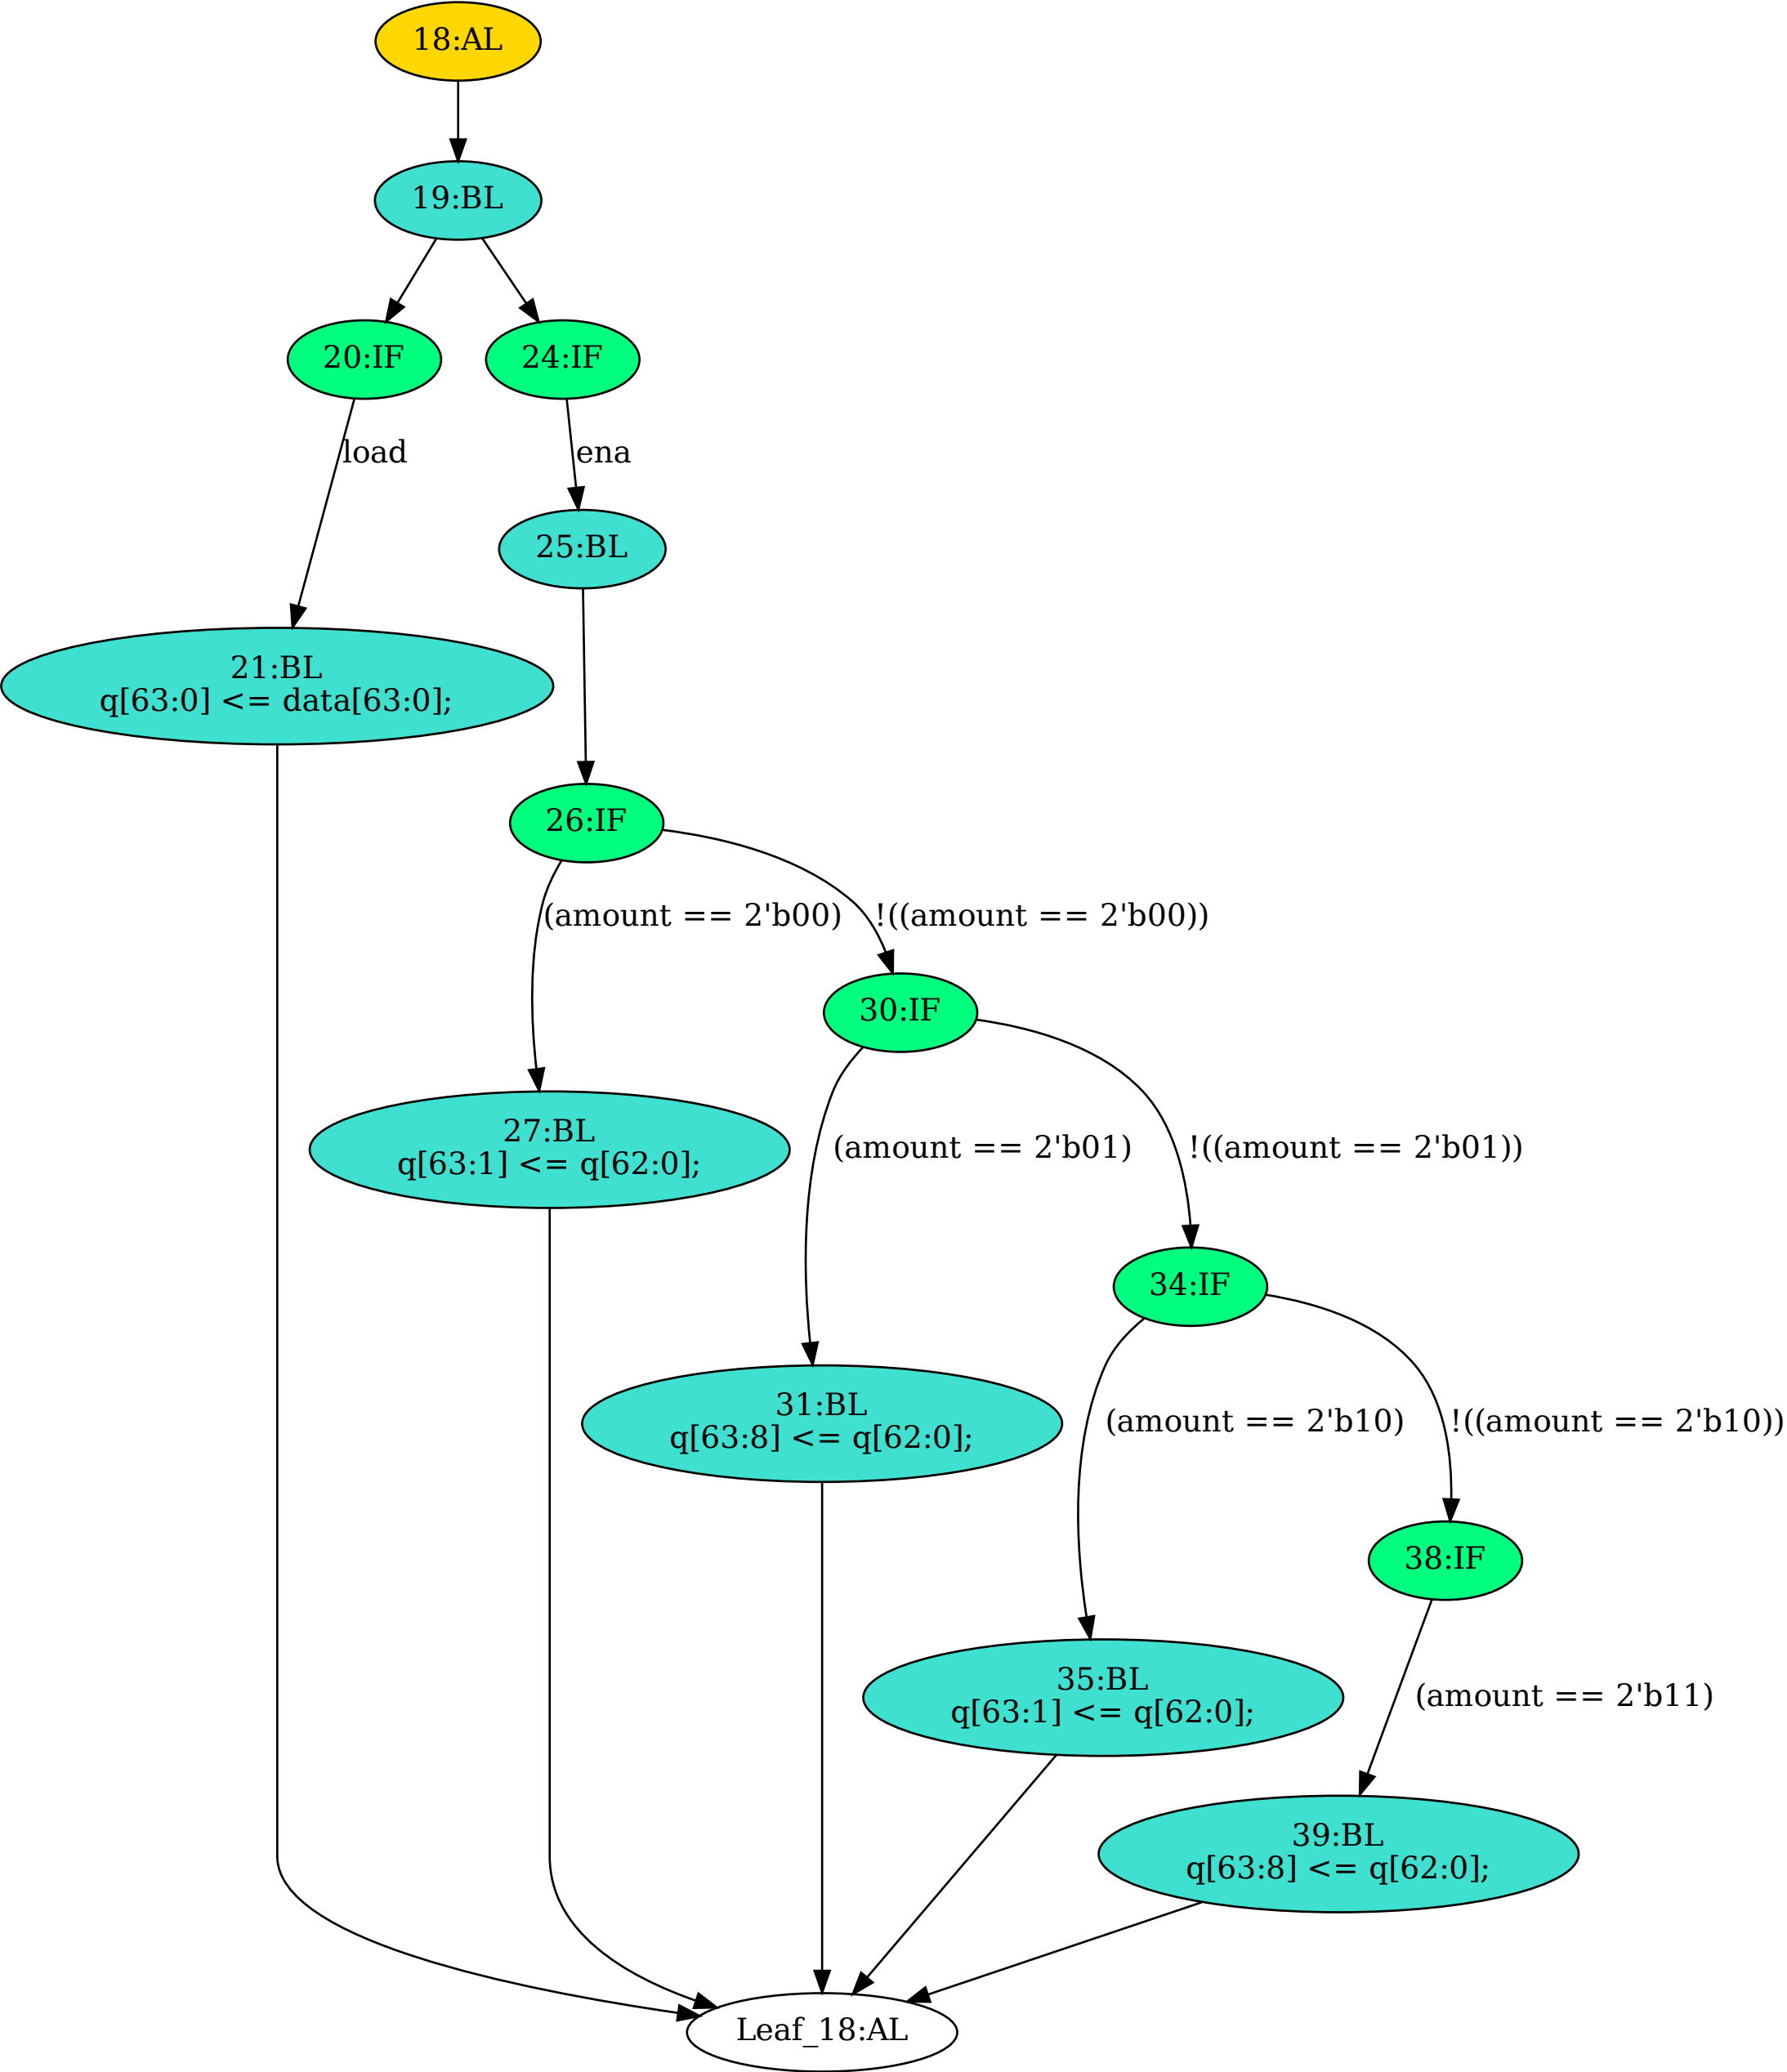 18:AL
19:BL
20:IF
24:IF
load
ena
25:BL
21:BL
q[63:0] <= data[63:0];
26:IF
(amount == 2'b00)
!((amount == 2'b00))
30:IF
27:BL
q[63:1] <= q[62:0];
(amount == 2'b01)
!((amount == 2'b01))
34:IF
31:BL
q[63:8] <= q[62:0];
(amount == 2'b10)
!((amount == 2'b10))
38:IF
35:BL
q[63:1] <= q[62:0];
(amount == 2'b11)
39:BL
q[63:8] <= q[62:0];
Leaf_18:AL